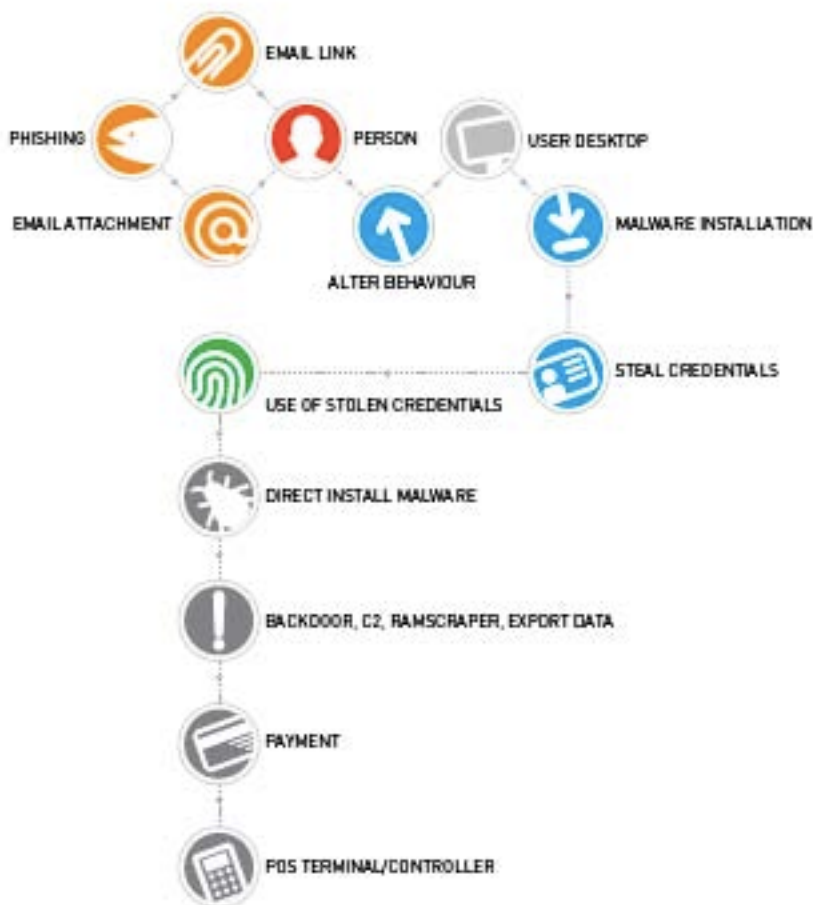 EMAIL LINK
PHISHING
PERSON
USER DESKTOP
EMAIL ATTACHMENT
MALWARE INSTALLATION
ALTER BEHAVIOUR
STEAL CREDENTIALS
USE OF STOLEN CREDENTIALS
DIRECT INSTALL MALWARE
BACKDOOR, C2, RAMSCRAPER, EXPORT DATA
PAYMENT
POS TERMINAL/CONTROLLER